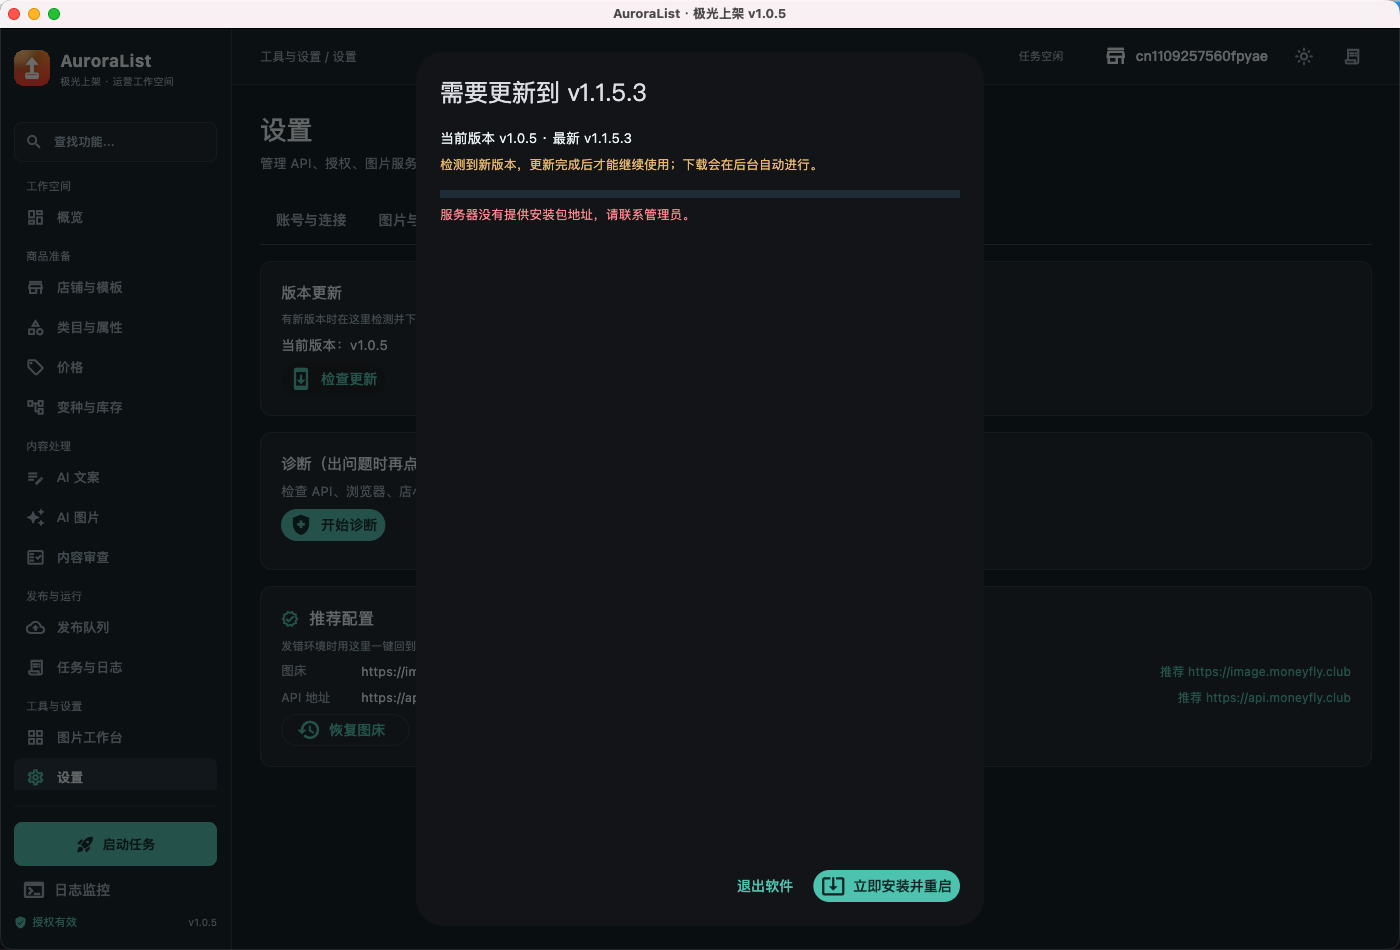 AuroraList · 极光上架 v1.0.5
AuroraList
极光上架 · 运营工作空间
查找功能...
工作空间
概览
商品准备
店铺与模板
类目与属性
价格
变种与库存
内容处理
AI 文案
AI 图片
内容审查
发布与运行
发布队列
任务与日志
工具与设置
图片工作台
设置
启动任务
日志监控
授权有效
v1.0.5
工具与设置 / 设置
任务空闲
cn1109257560fpyae
设置
管理 API、授权、图片服务
账号与连接
图片与
版本更新
有新版本时在这里检测并下
当前版本：v1.0.5
检查更新
诊断（出问题时再点
检查 API、浏览器、店
开始诊断
推荐配置
发错环境时用这里一键回到
图床
https://im
推荐 https://image.moneyfly.club
API 地址
https://ap
推荐 https://api.moneyfly.club
恢复图床
需要更新到 v1.1.5.3
当前版本 v1.0.5 · 最新 v1.1.5.3
检测到新版本，更新完成后才能继续使用；下载会在后台自动进行。
服务器没有提供安装包地址，请联系管理员。
退出软件
立即安装并重启